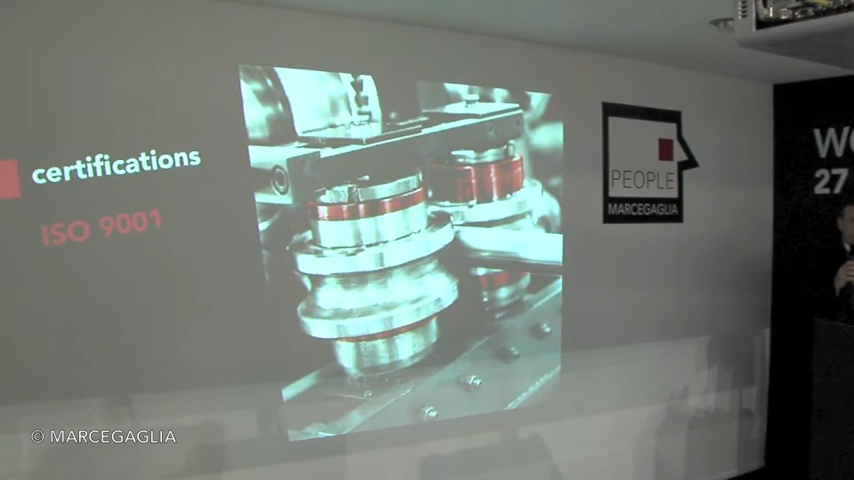 certifications
ISO 9001
PEOPLE
MARCEGAGLIA
27
© MARCEGAGLIA